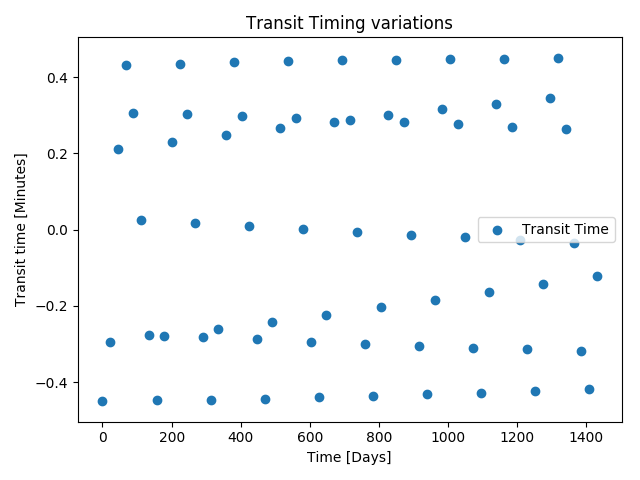 Transit Timing variations
0.4
0.2
0.0
−0.2
−0.4
Transit time [Minutes]
Transit Time
0 200 400 600 800 1000 1200 1400
Time [Days]